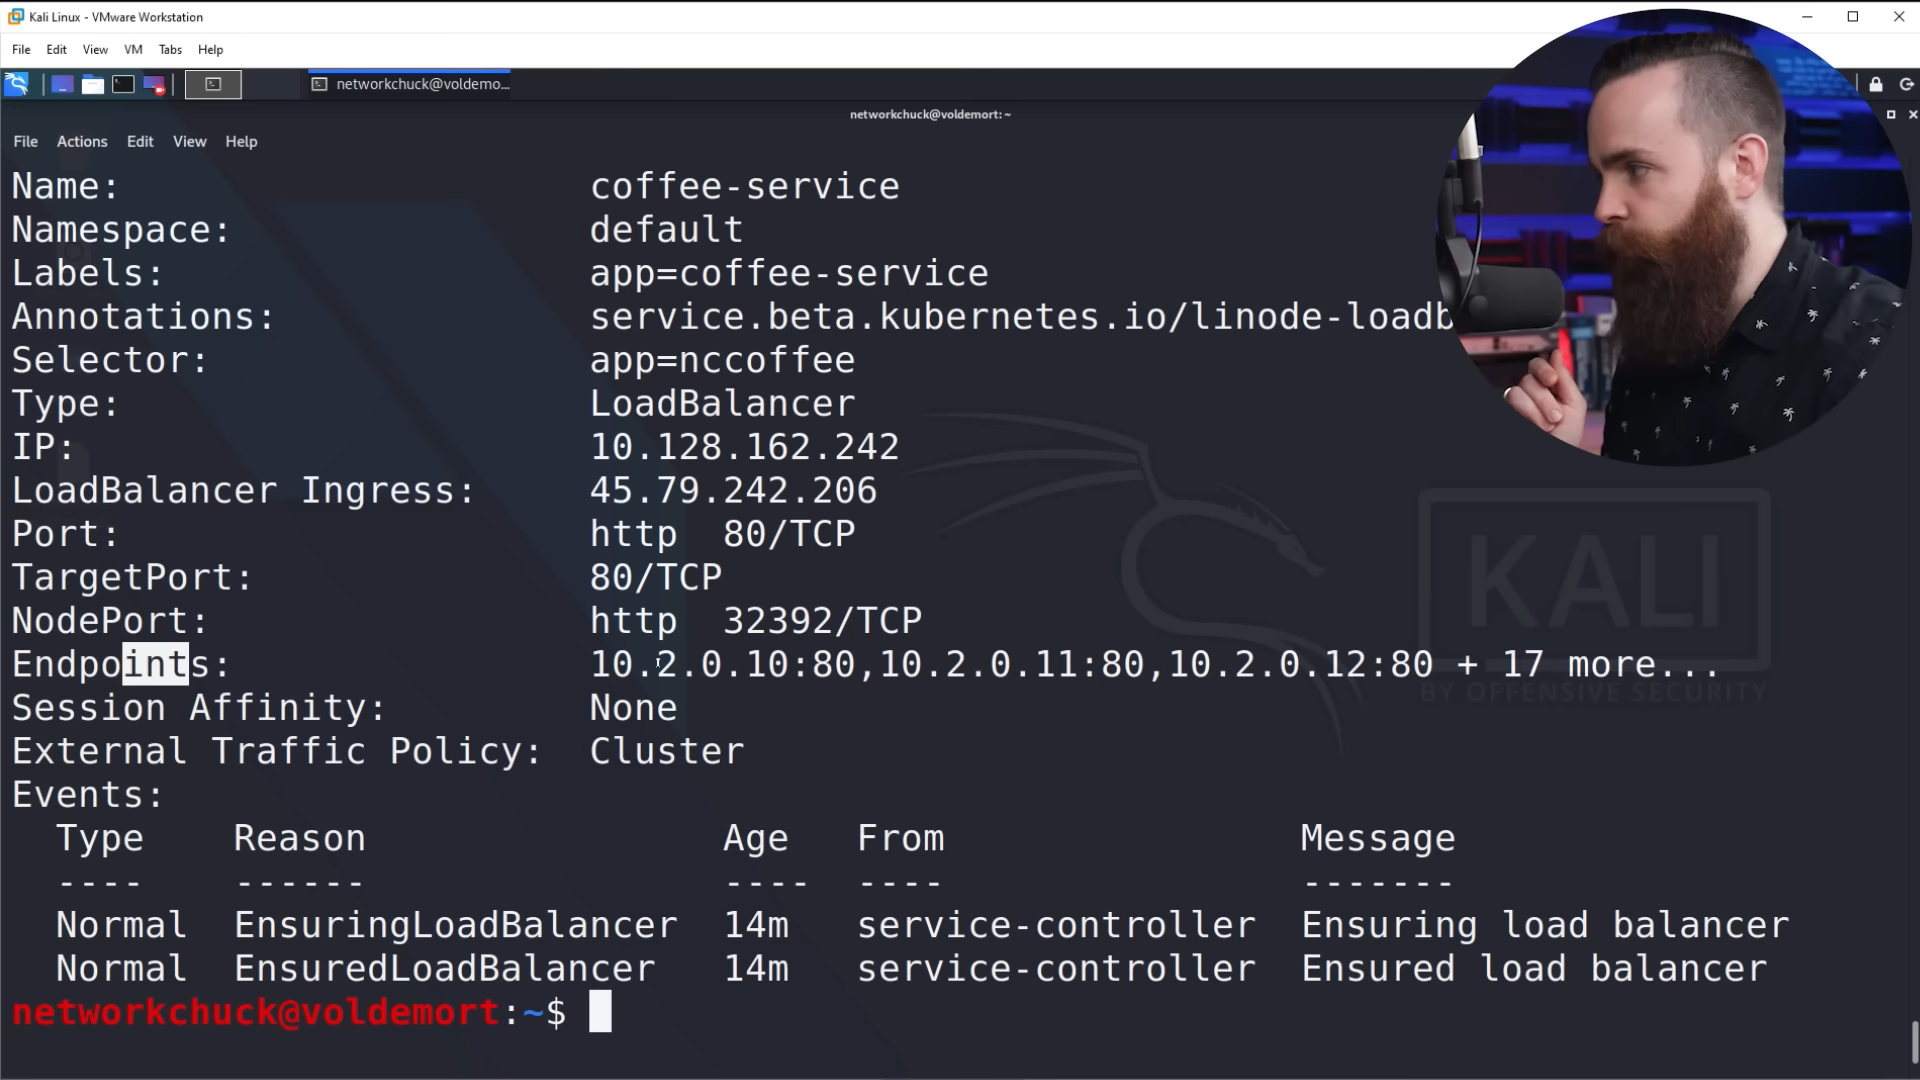 Kali Linux - VMware Workstation
File Edit View VM Tabs Help
networkchuck@voldemo...
networkchuck@voldemort: ~
File Actions Edit View Help
Name: coffee-service
Namespace: default
Labels: app=coffee-service
Annotations: service.beta.kubernetes.io/linode-loadb
Selector: app=nccoffee
Type: LoadBalancer
IP: 10.128.162.242
LoadBalancer Ingress: 45.79.242.206
Port: http 80/TCP
TargetPort: 80/TCP
NodePort: http 32392/TCP
Endpoints: 10.2.0.10:80,10.2.0.11:80,10.2.0.12:80 + 17 more...
Session Affinity: None
External Traffic Policy: Cluster
Events:
Type Reason Age From Message
---- ------ ---- ---- -------
Normal EnsuringLoadBalancer 14m service-controller Ensuring load balancer
Normal EnsuredLoadBalancer 14m service-controller Ensured load balancer
networkchuck@voldemort:~$
KALI
BY OFFENSIVE SECURITY